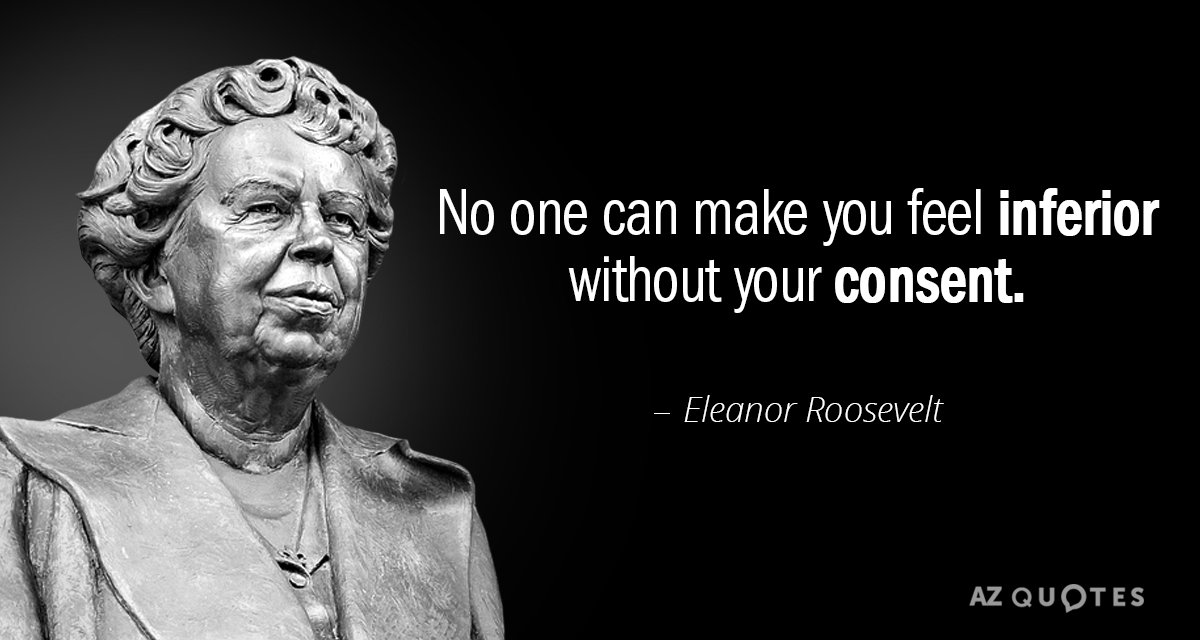 No one can make you feel inferior
without your consent.
– Eleanor Roosevelt
AZ QUOTES